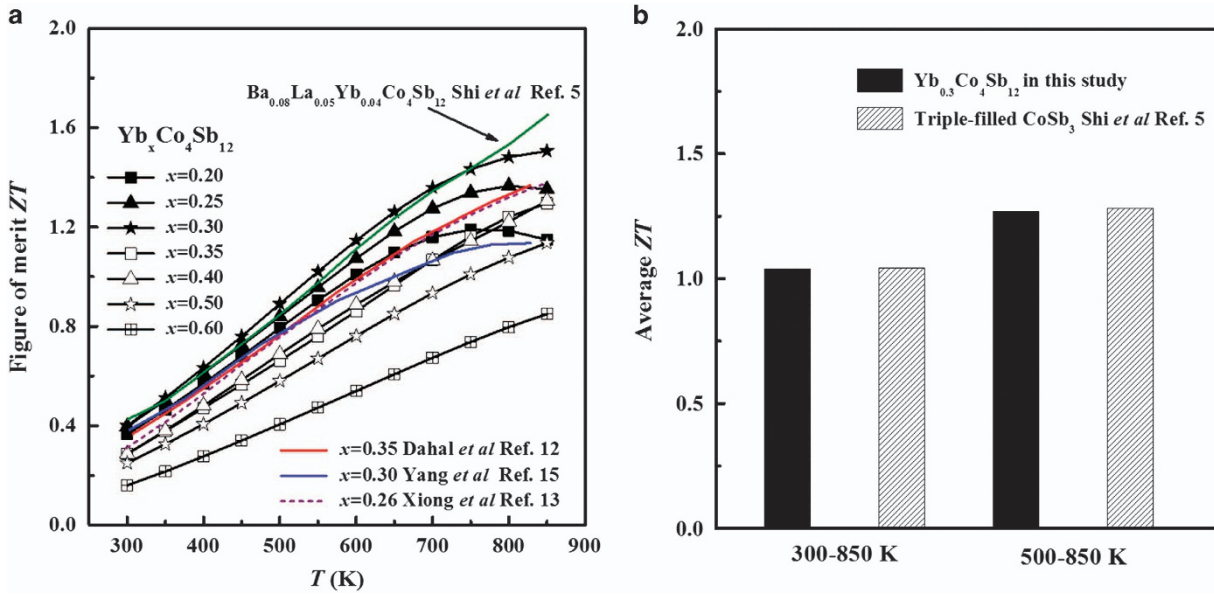 a
Figure of merit ZT
2.0
1.6
1.2
0.8
0.4
0.0
300 400 500 600 700 800 900
T (K)
Ba0.08La0.05Yb0.04Co4Sb12 Shi et al Ref. 5
YbxCo4Sb12
x=0.20
x=0.25
x=0.30
x=0.35
x=0.40
x=0.50
x=0.60
x=0.35 Dahal et al Ref. 12
x=0.30 Yang et al Ref. 15
x=0.26 Xiong et al Ref. 13
b
Average ZT
2.0
1.5
1.0
0.5
0.0
Yb0.3Co4Sb12 in this study
Triple-filled CoSb3 Shi et al Ref. 5
300-850 K 500-850 K